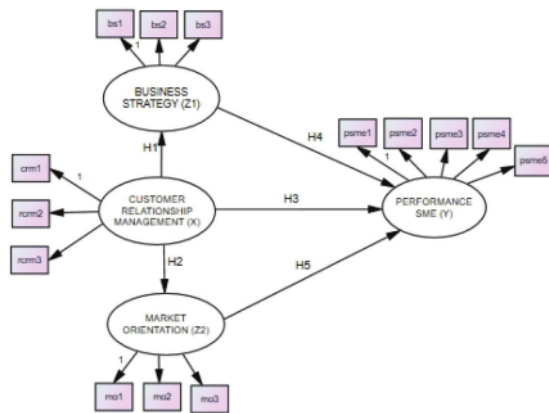 bs1
bs2
bs3
1
BUSINESS
STRATEGY (Z1)
H1
H4
psme1
psme2
psme3
psme4
psme5
1
crm1
1
rcrm2
rcrm3
CUSTOMER
RELATIONSHIP
MANAGEMENT (X)
H3
PERFORMANCE
SME (Y)
H2
H5
MARKET
ORIENTATION (Z2)
1
mo1
mo2
mo3